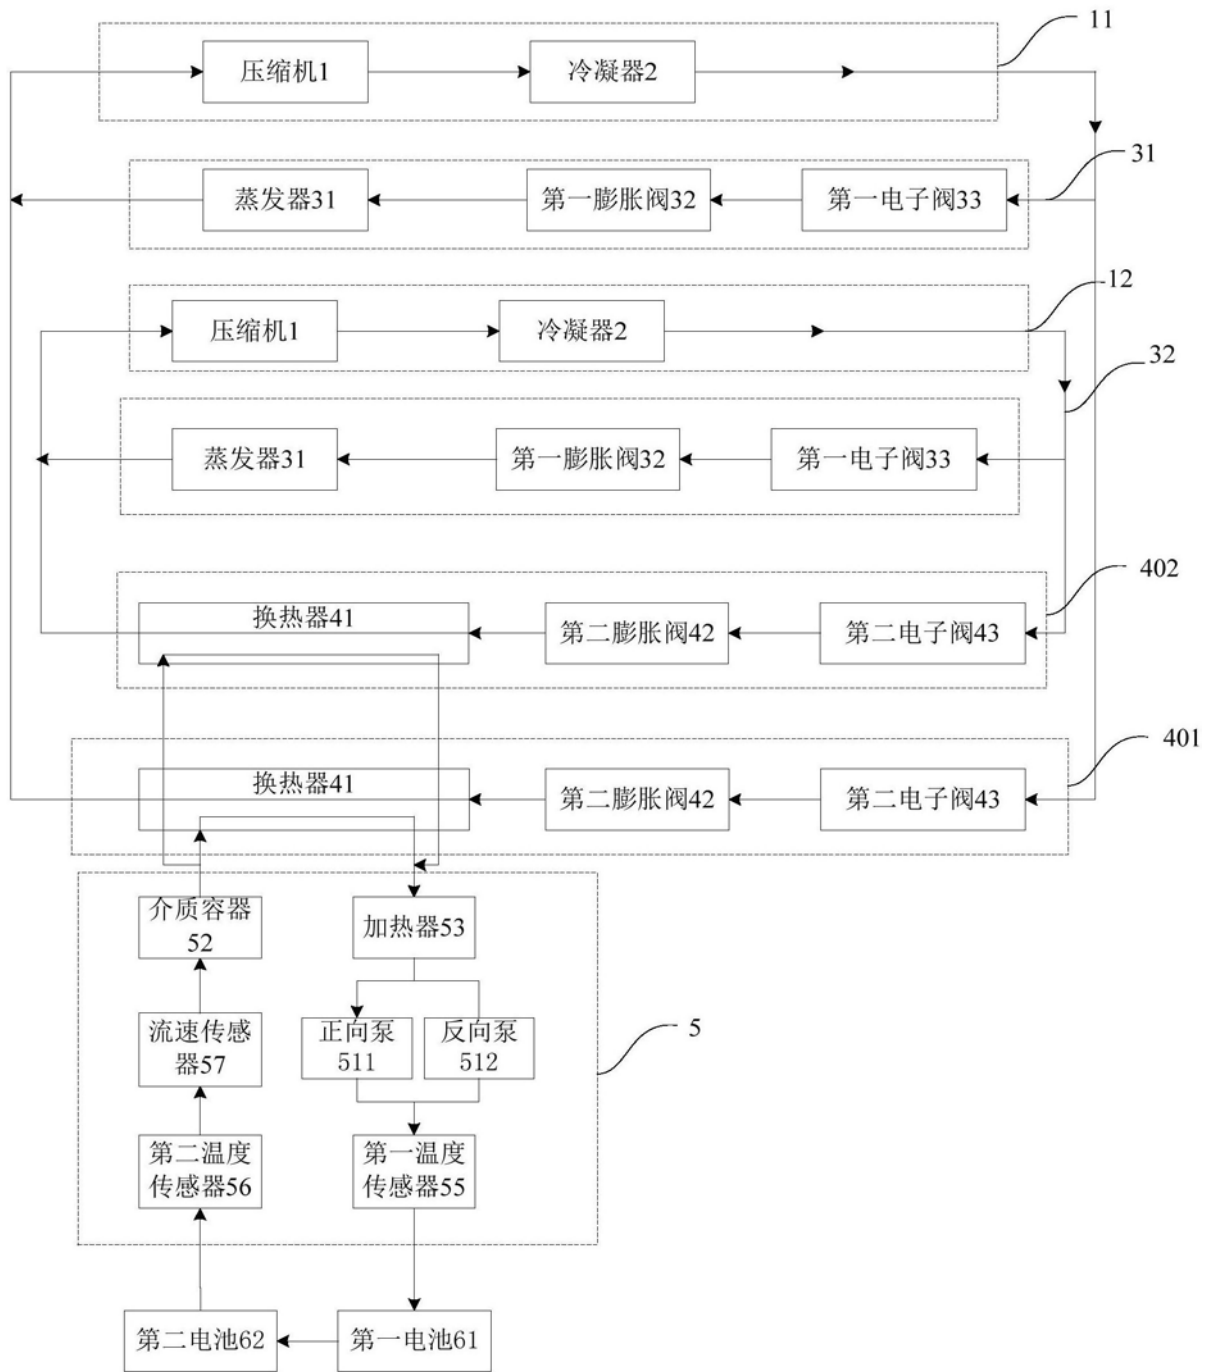 11
压缩机1
冷凝器2
31
蒸发器31
第一膨胀阀32
第一电子阀33
12
压缩机1
冷凝器2
32
蒸发器31
第一膨胀阀32
第一电子阀33
402
换热器41
第二膨胀阀42
第二电子阀43
401
换热器41
第二膨胀阀42
第二电子阀43
介质容器
52
加热器53
流速传感
器57
正向泵
511
反向泵
512
5
第二温度
传感器56
第一温度
传感器55
第二电池62
第一电池61